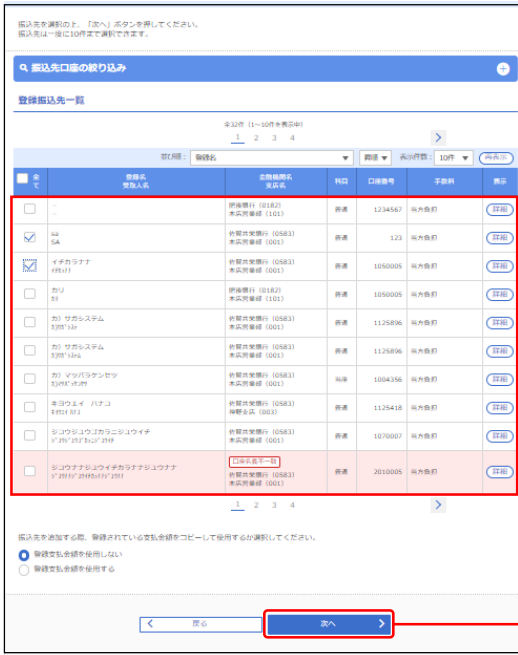 振込先を選択の上、「次へ」ボタンを押してください。
振込先は一度に10件まで選択できます。
振込先口座の絞り込み
登録振込先一覧
全32件（1～10件を表示中）
1 2 3 4 >
並び順： 登録名 ▼ 昇順 ▼ 表示件数： 10件 ▼ 再表示
全て 登録名 受取人名 金融機関名 支店名 科目 口座番号 手数料 表示
肥後銀行（0182） 普通 1234567 当方負担 詳細
本店営業部（101）
sa 佐賀共栄銀行（0583） 普通 123 当方負担 詳細
SA 本店営業部（001）
イチカラナナ 佐賀共栄銀行（0583） 普通 1050005 当方負担 詳細
本店営業部（001）
カリ 肥後銀行（0182） 普通 1050005 当方負担 詳細
ｶﾘ 本店営業部（101）
カ）サガシステム 佐賀共栄銀行（0583） 普通 1125896 当方負担 詳細
本店営業部（001）
カ）サガシステム 佐賀共栄銀行（0583） 普通 1125896 当方負担 詳細
本店営業部（001）
カ）マツバラケンセツ 佐賀共栄銀行（0583） 当座 1004356 当方負担 詳細
本店営業部（001）
キヨウエイ ハナコ 佐賀共栄銀行（0583） 普通 1125418 当方負担 詳細
神野支店（003）
ジコウジユウゴカラニジユウイチ 佐賀共栄銀行（0583） 普通 1070007 当方負担 詳細
本店営業部（001）
口座名義不一致
ジコウナナジユウイチカラナナジユウナナ 佐賀共栄銀行（0583） 普通 2010005 当方負担 詳細
本店営業部（001）
1 2 3 4 >
振込先を追加する際、登録されている支払金額をコピーして使用するか選択してください。
登録支払金額を使用しない
登録支払金額を使用する
< 戻る 次へ >